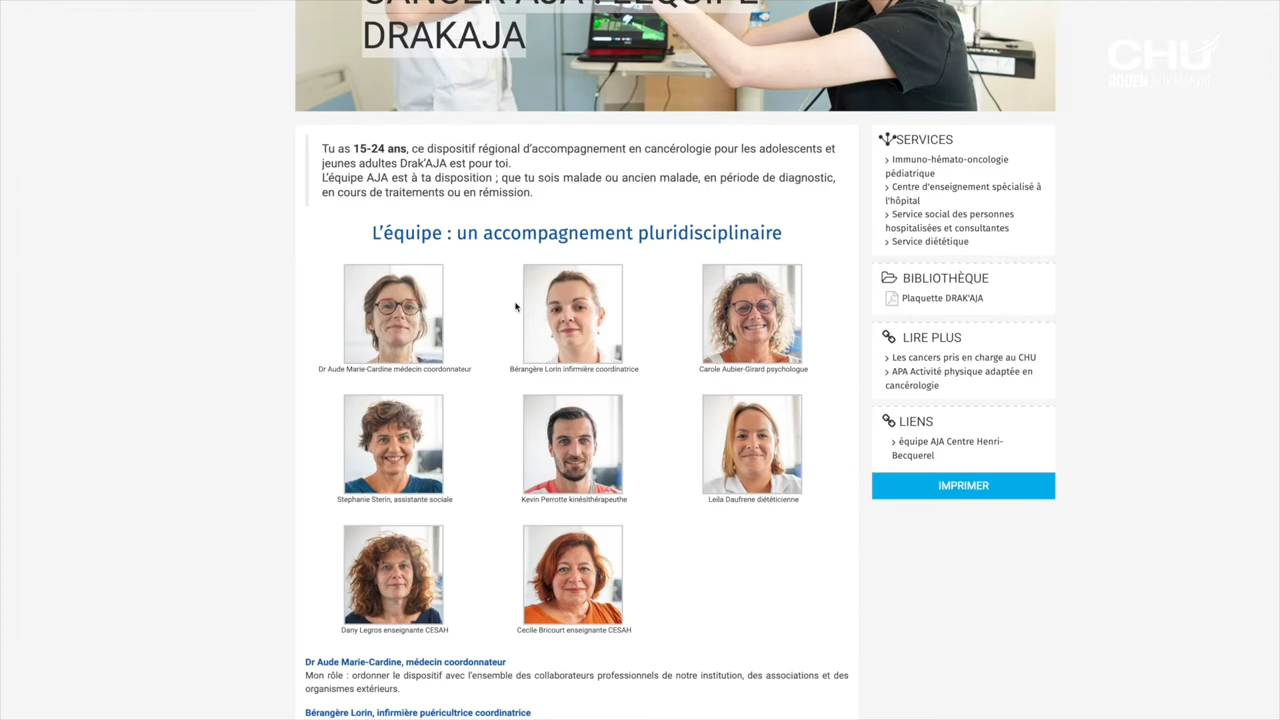 CANCER AJA : L'ÉQUIPE
DRAKAJA
CHU
ROUEN NORMANDIE
Tu as 15-24 ans, ce dispositif régional d'accompagnement en cancérologie pour les adolescents et
jeunes adultes Drak'AJA est pour toi.
L'équipe AJA est à ta disposition ; que tu sois malade ou ancien malade, en période de diagnostic,
en cours de traitements ou en rémission.
L'équipe : un accompagnement pluridisciplinaire
Dr Aude Marie-Cardine médecin coordonnateur
Bérangère Lorin infirmière coordinatrice
Carole Aubier-Girard psychologue
Stephanie Sterin, assistante sociale
Kevin Perrotte kinésithérapeuthe
Leila Daufrene diététicienne
Dany Legros enseignante CESAH
Cecile Bricourt enseignante CESAH
Dr Aude Marie-Cardine, médecin coordonnateur
Mon rôle : ordonner le dispositif avec l'ensemble des collaborateurs professionnels de notre institution, des associations et des
organismes extérieurs.
Bérangère Lorin, infirmière puéricultrice coordinatrice
SERVICES
Immuno-hémato-oncologie
pédiatrique
Centre d'enseignement spécialisé à
l'hôpital
Service social des personnes
hospitalisées et consultantes
Service diététique
BIBLIOTHÈQUE
Plaquette DRAK'AJA
LIRE PLUS
Les cancers pris en charge au CHU
APA Activité physique adaptée en
cancérologie
LIENS
équipe AJA Centre Henri-
Becquerel
IMPRIMER